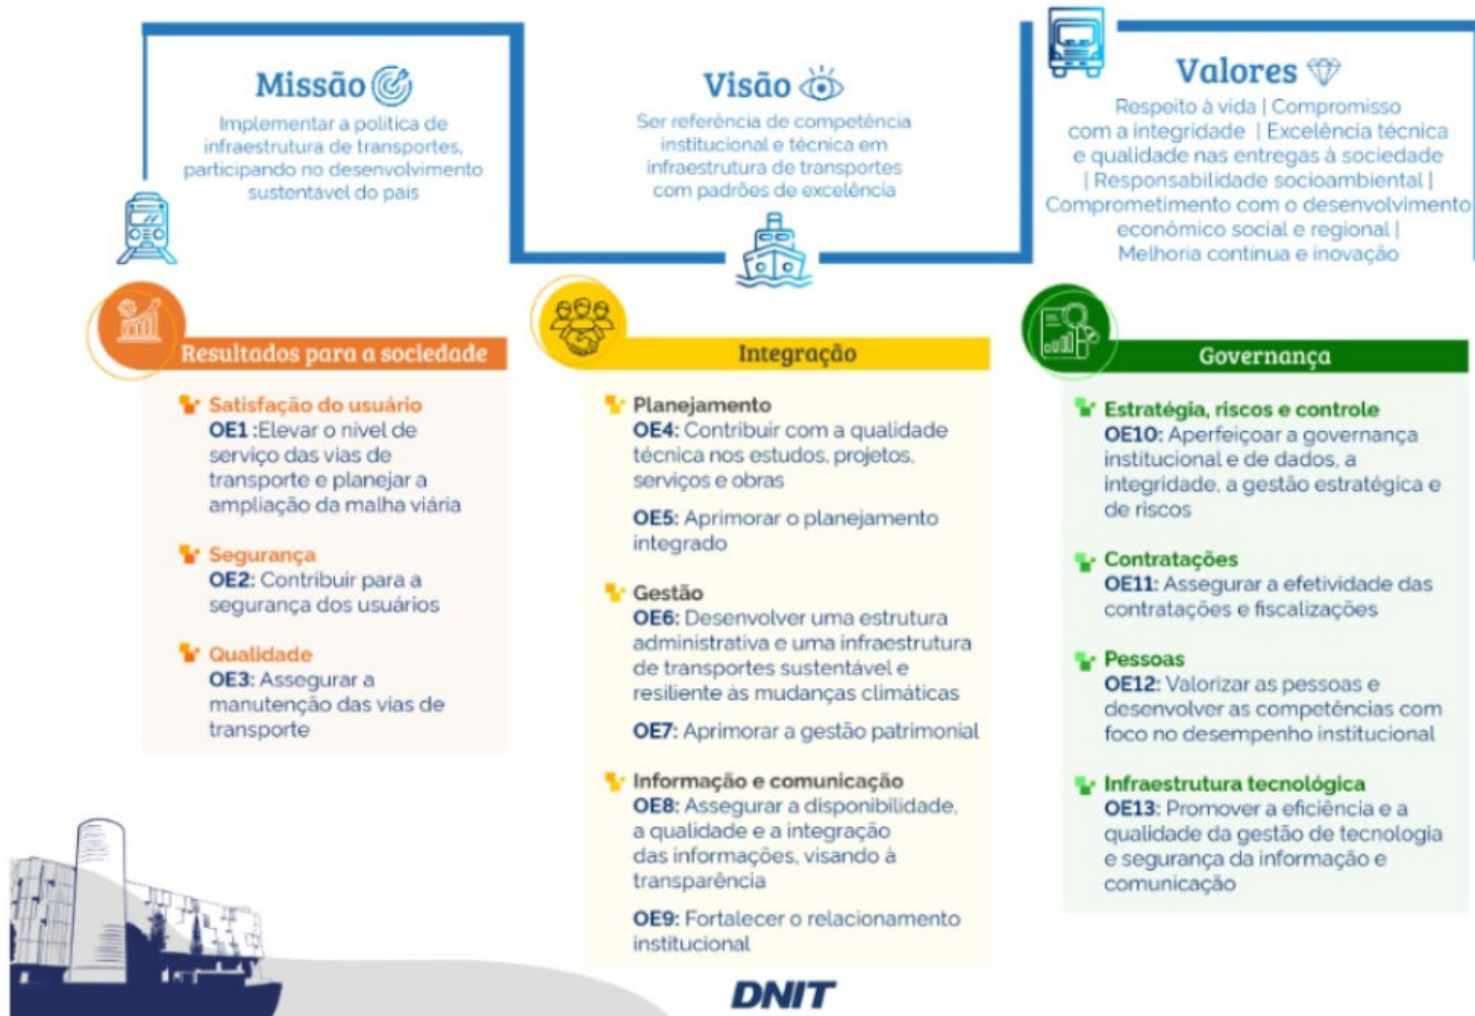 Missão
Implementar a política de
infraestrutura de transportes,
participando no desenvolvimento
sustentável do país
Visão
Ser referência de competência
institucional e técnica em
infraestrutura de transportes
com padrões de excelência
Valores
Respeito à vida | Compromisso
com a integridade | Excelência técnica
e qualidade nas entregas à sociedade
| Responsabilidade socioambiental |
Comprometimento com o desenvolvimento
econômico social e regional |
Melhoria contínua e inovação
Resultados para a sociedade
Satisfação do usuário
OE1 :Elevar o nível de
serviço das vias de
transporte e planejar a
ampliação da malha viária
Segurança
OE2: Contribuir para a
segurança dos usuários
Qualidade
OE3: Assegurar a
manutenção das vias de
transporte
Integração
Planejamento
OE4: Contribuir com a qualidade
técnica nos estudos, projetos,
serviços e obras
OE5: Aprimorar o planejamento
integrado
Gestão
OE6: Desenvolver uma estrutura
administrativa e uma infraestrutura
de transportes sustentável e
resiliente às mudanças climáticas
OE7: Aprimorar a gestão patrimonial
Informação e comunicação
OE8: Assegurar a disponibilidade,
a qualidade e a integração
das informações, visando à
transparência
OE9: Fortalecer o relacionamento
institucional
Governança
Estratégia, riscos e controle
OE10: Aperfeiçoar a governança
institucional e de dados, a
integridade, a gestão estratégica e
de riscos
Contratações
OE11: Assegurar a efetividade das
contratações e fiscalizações
Pessoas
OE12: Valorizar as pessoas e
desenvolver as competências com
foco no desempenho institucional
Infraestrutura tecnológica
OE13: Promover a eficiência e a
qualidade da gestão de tecnologia
e segurança da informação e
comunicação
DNIT